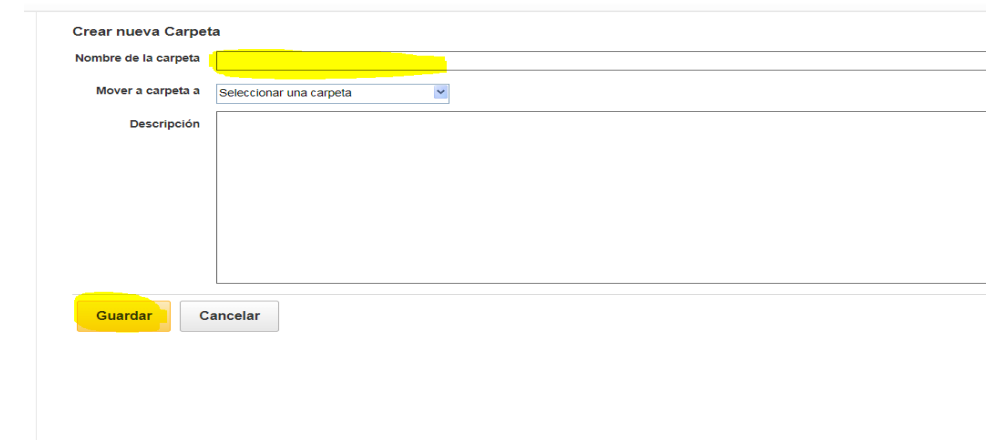 Crear nueva Carpeta
Nombre de la carpeta
Mover a carpeta a Seleccionar una carpeta
Descripción
Guardar Cancelar